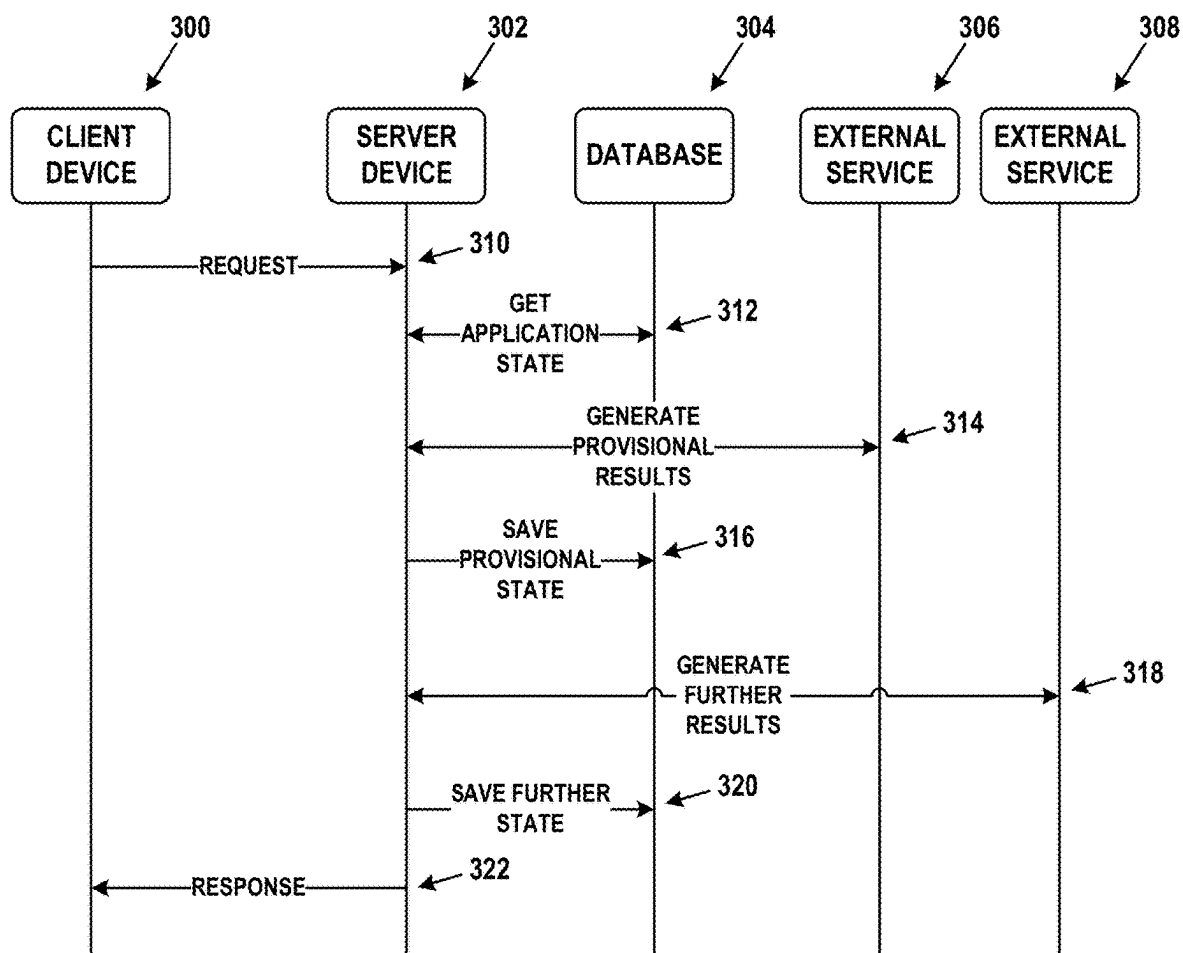 300
302
304
306
308
CLIENT
DEVICE
SERVER
DEVICE
DATABASE
EXTERNAL
SERVICE
EXTERNAL
SERVICE
310
REQUEST
GET
APPLICATION
STATE
312
GENERATE
PROVISIONAL
RESULTS
314
SAVE
PROVISIONAL
STATE
316
GENERATE
FURTHER
RESULTS
318
SAVE FURTHER
STATE
320
RESPONSE
322